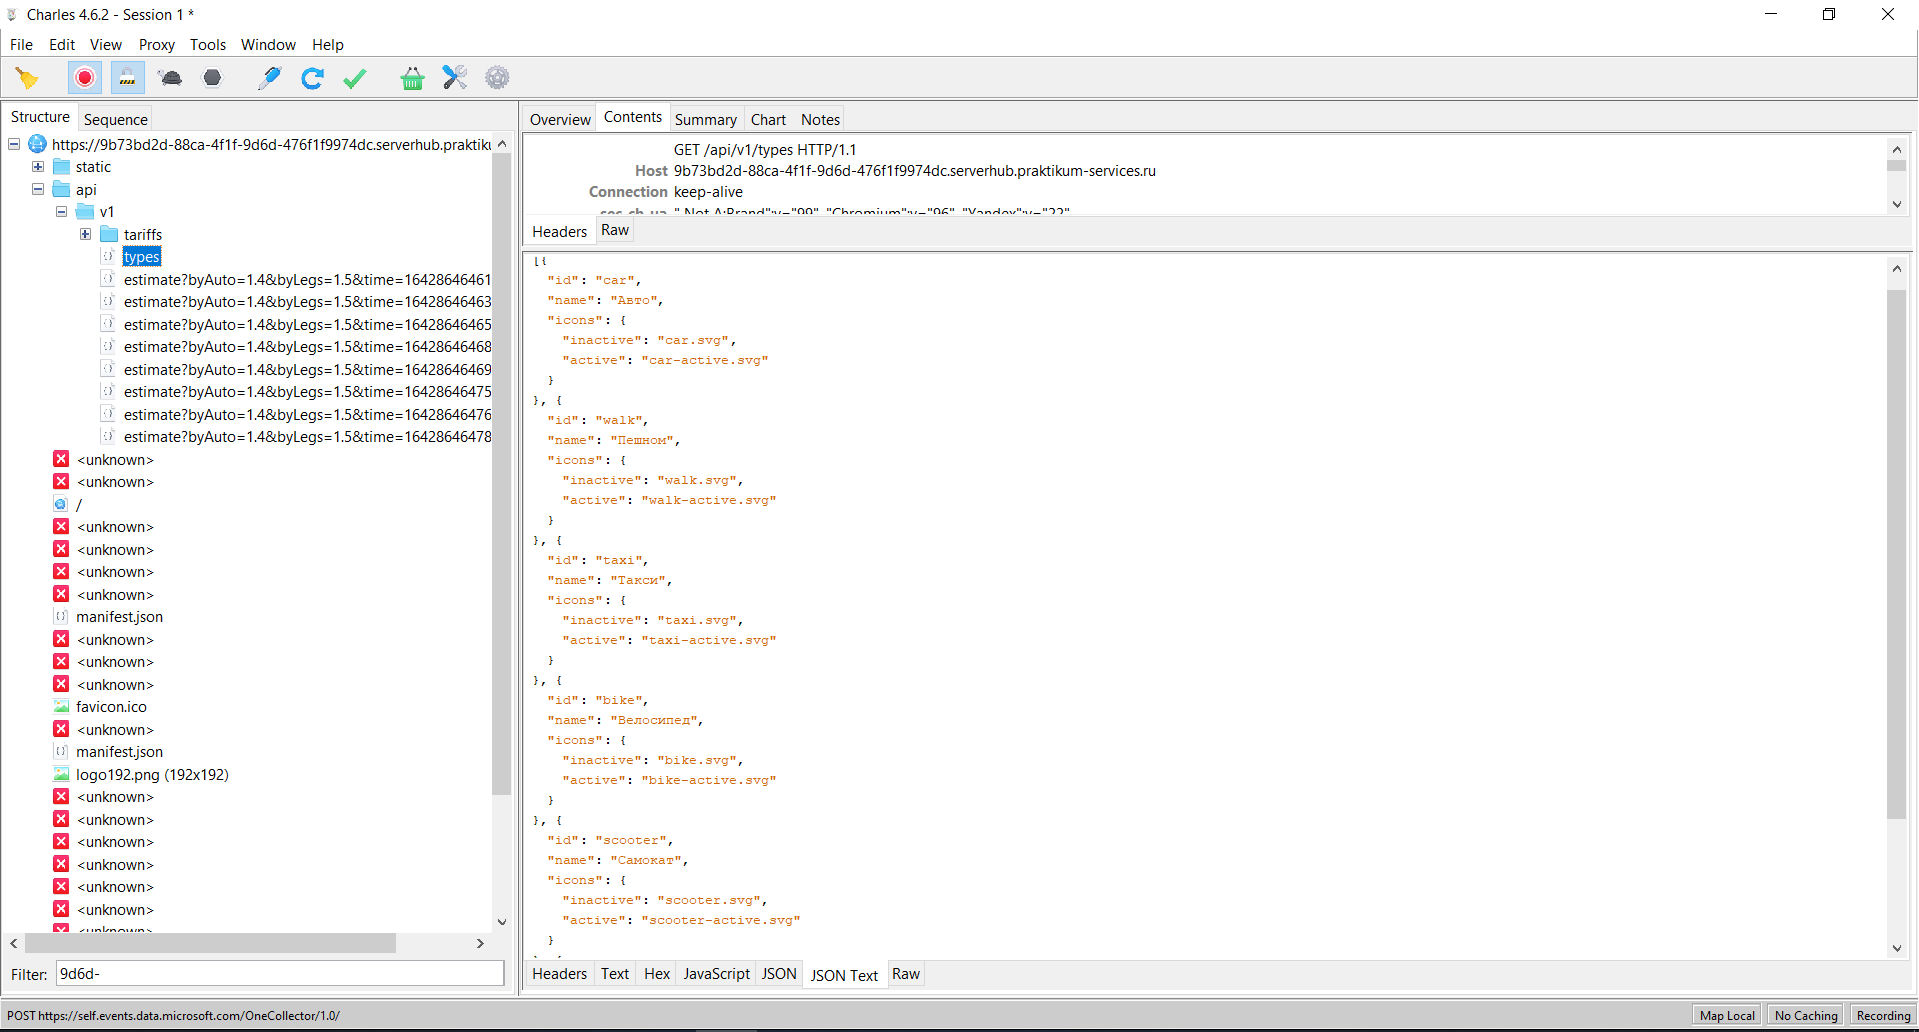 Charles 4.6.2 - Session 1 *
File Edit View Proxy Tools Window Help
Structure Sequence
https://9b73bd2d-88ca-4f1f-9d6d-476f1f9974dc.serverhub.praktiku
static
api
v1
tariffs
types
estimate?byAuto=1.4&byLegs=1.5&time=16428646461
estimate?byAuto=1.4&byLegs=1.5&time=16428646463
estimate?byAuto=1.4&byLegs=1.5&time=16428646465
estimate?byAuto=1.4&byLegs=1.5&time=16428646468
estimate?byAuto=1.4&byLegs=1.5&time=16428646469
estimate?byAuto=1.4&byLegs=1.5&time=16428646475
estimate?byAuto=1.4&byLegs=1.5&time=16428646476
estimate?byAuto=1.4&byLegs=1.5&time=16428646478
<unknown>
<unknown>
/
<unknown>
<unknown>
<unknown>
<unknown>
manifest.json
<unknown>
<unknown>
<unknown>
favicon.ico
<unknown>
manifest.json
logo192.png (192x192)
<unknown>
<unknown>
<unknown>
<unknown>
<unknown>
<unknown>
<unknown>
Filter: 9d6d-
Overview Contents Summary Chart Notes
GET /api/v1/types HTTP/1.1
Host 9b73bd2d-88ca-4f1f-9d6d-476f1f9974dc.serverhub.praktikum-services.ru
Connection keep-alive
sec-ch-ua " Not A;Brand";v="99", "Chromium";v="96", "Yandex";v="22"
Headers Raw
[{
"id": "car",
"name": "Авто",
"icons": {
"inactive": "car.svg",
"active": "car-active.svg"
}
}, {
"id": "walk",
"name": "Пешком",
"icons": {
"inactive": "walk.svg",
"active": "walk-active.svg"
}
}, {
"id": "taxi",
"name": "Такси",
"icons": {
"inactive": "taxi.svg",
"active": "taxi-active.svg"
}
}, {
"id": "bike",
"name": "Велосипед",
"icons": {
"inactive": "bike.svg",
"active": "bike-active.svg"
}
}, {
"id": "scooter",
"name": "Самокат",
"icons": {
"inactive": "scooter.svg",
"active": "scooter-active.svg"
}
}, {
Headers Text Hex JavaScript JSON JSON Text Raw
POST https://self.events.data.microsoft.com/OneCollector/1.0/
Map Local No Caching Recording